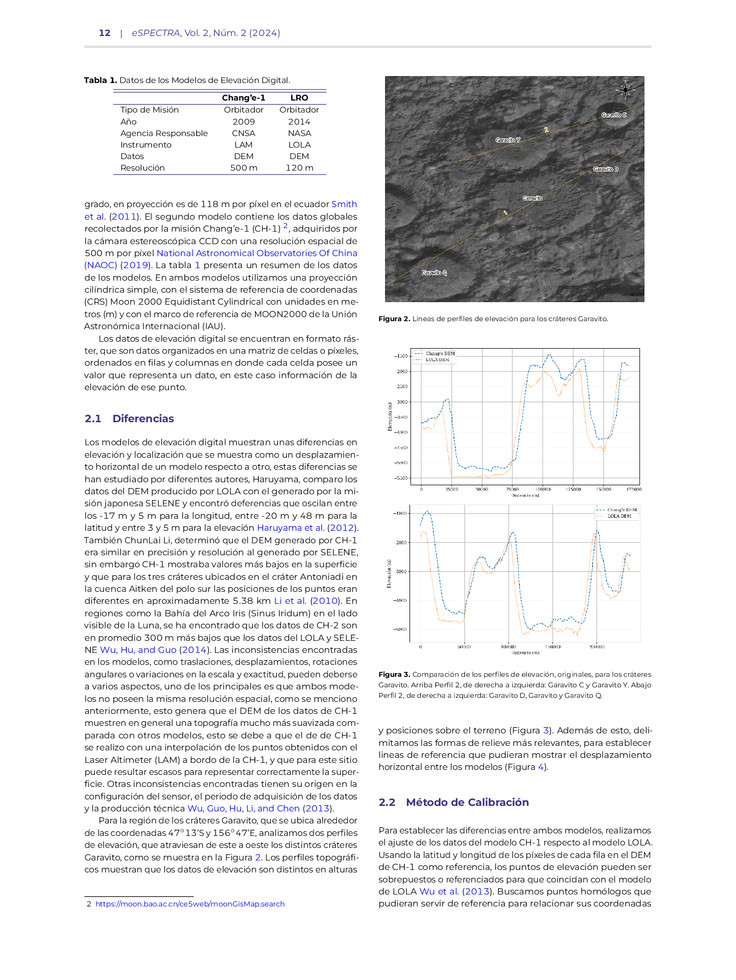 12 | eSPECTRA, Vol. 2, Núm. 2 (2024)
Tabla 1. Datos de los Modelos de Elevación Digital.
Chang'e-1 LRO
Tipo de Misión Orbitador Orbitador
Año 2009 2014
Agencia Responsable CNSA NASA
Instrumento LAM LOLA
Datos DEM DEM
Resolución 500 m 120 m
grado, en proyección es de 118 m por píxel en el ecuador Smith
et al. (2011). El segundo modelo contiene los datos globales
recolectados por la misión Chang'e-1 (CH-1) 2, adquiridos por
la cámara estereoscópica CCD con una resolución espacial de
500 m por píxel National Astronomical Observatories Of China
(NAOC) (2019). La tabla 1 presenta un resumen de los datos
de los modelos. En ambos modelos utilizamos una proyección
cilíndrica simple, con el sistema de referencia de coordenadas
(CRS) Moon 2000 Equidistant Cylindrical con unidades en me-
tros (m) y con el marco de referencia de MOON2000 de la Unión
Astronómica Internacional (IAU).
Los datos de elevación digital se encuentran en formato rás-
ter, que son datos organizados en una matriz de celdas o píxeles,
ordenados en filas y columnas en donde cada celda posee un
valor que representa un dato, en este caso información de la
elevación de ese punto.
2.1 Diferencias
Los modelos de elevación digital muestran unas diferencias en
elevación y localización que se muestra como un desplazamien-
to horizontal de un modelo respecto a otro, estas diferencias se
han estudiado por diferentes autores, Haruyama, comparo los
datos del DEM producido por LOLA con el generado por la mi-
sión japonesa SELENE y encontró deferencias que oscilan entre
los -17 m y 5 m para la longitud, entre -20 m y 48 m para la
latitud y entre 3 y 5 m para la elevación Haruyama et al. (2012).
También ChunLai Li, determinó que el DEM generado por CH-1
era similar en precisión y resolución al generado por SELENE,
sin embargo CH-1 mostraba valores más bajos en la superficie
y que para los tres cráteres ubicados en el cráter Antoniadi en
la cuenca Aitken del polo sur las posiciones de los puntos eran
diferentes en aproximadamente 5.38 km Li et al. (2010). En
regiones como la Bahía del Arco Iris (Sinus Iridum) en el lado
visible de la Luna, se ha encontrado que los datos de CH-2 son
en promedio 300 m más bajos que los datos del LOLA y SELE-
NE Wu, Hu, and Guo (2014). Las inconsistencias encontradas
en los modelos, como traslaciones, desplazamientos, rotaciones
angulares o variaciones en la escala y exactitud, pueden deberse
a varios aspectos, uno de los principales es que ambos mode-
los no poseen la misma resolución espacial, como se menciono
anteriormente, esto genera que el DEM de los datos de CH-1
muestren en general una topografía mucho más suavizada com-
parada con otros modelos, esto se debe a que el de de CH-1
se realizo con una interpolación de los puntos obtenidos con el
Laser Altimeter (LAM) a bordo de la CH-1, y que para este sitio
puede resultar escasos para representar correctamente la super-
ficie. Otras inconsistencias encontradas tienen su origen en la
configuración del sensor, el periodo de adquisición de los datos
y la producción técnica Wu, Guo, Hu, Li, and Chen (2013).
Para la región de los cráteres Garavito, que se ubica alrededor
de las coordenadas 47°13'S y 156°47'E, analizamos dos perfiles
de elevación, que atraviesan de este a oeste los distintos cráteres
Garavito, como se muestra en la Figura 2. Los perfiles topográfi-
cos muestran que los datos de elevación son distintos en alturas
2 https://moon.bao.ac.cn/ce5web/moonGisMap.search
Garavito C
2
Garavito Y
Garavito D
Garavito
1
Garavito Q
Figura 2. Líneas de perfiles de elevación para los cráteres Garavito.
Chang'e DEM
LOLA DEM
Chang'e DEM
LOLA DEM
Figura 3. Comparación de los perfiles de elevación, originales, para los cráteres
Garavito. Arriba Perfil 2, de derecha a izquierda: Garavito C y Garavito Y. Abajo
Perfil 2, de derecha a izquierda: Garavito D, Garavito y Garavito Q.
y posiciones sobre el terreno (Figura 3). Además de esto, deli-
mitamos las formas de relieve más relevantes, para establecer
líneas de referencia que pudieran mostrar el desplazamiento
horizontal entre los modelos (Figura 4).
2.2 Método de Calibración
Para establecer las diferencias entre ambos modelos, realizamos
el ajuste de los datos del modelo CH-1 respecto al modelo LOLA.
Usando la latitud y longitud de los píxeles de cada fila en el DEM
de CH-1 como referencia, los puntos de elevación pueden ser
sobrepuestos o referenciados para que coincidan con el modelo
de LOLA Wu et al. (2013). Buscamos puntos homólogos que
pudieran servir de referencia para relacionar sus coordenadas